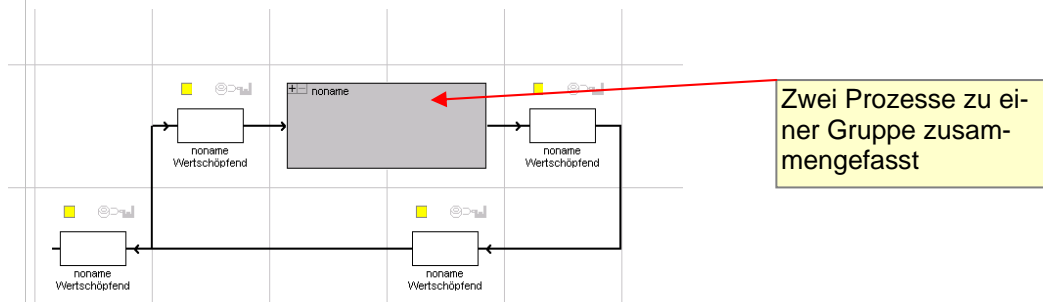 noname
Zwei Prozesse zu ei-
ner Gruppe zusam-
mengefasst
noname
Wertschöpfend
noname
Wertschöpfend
noname
Wertschöpfend
noname
Wertschöpfend